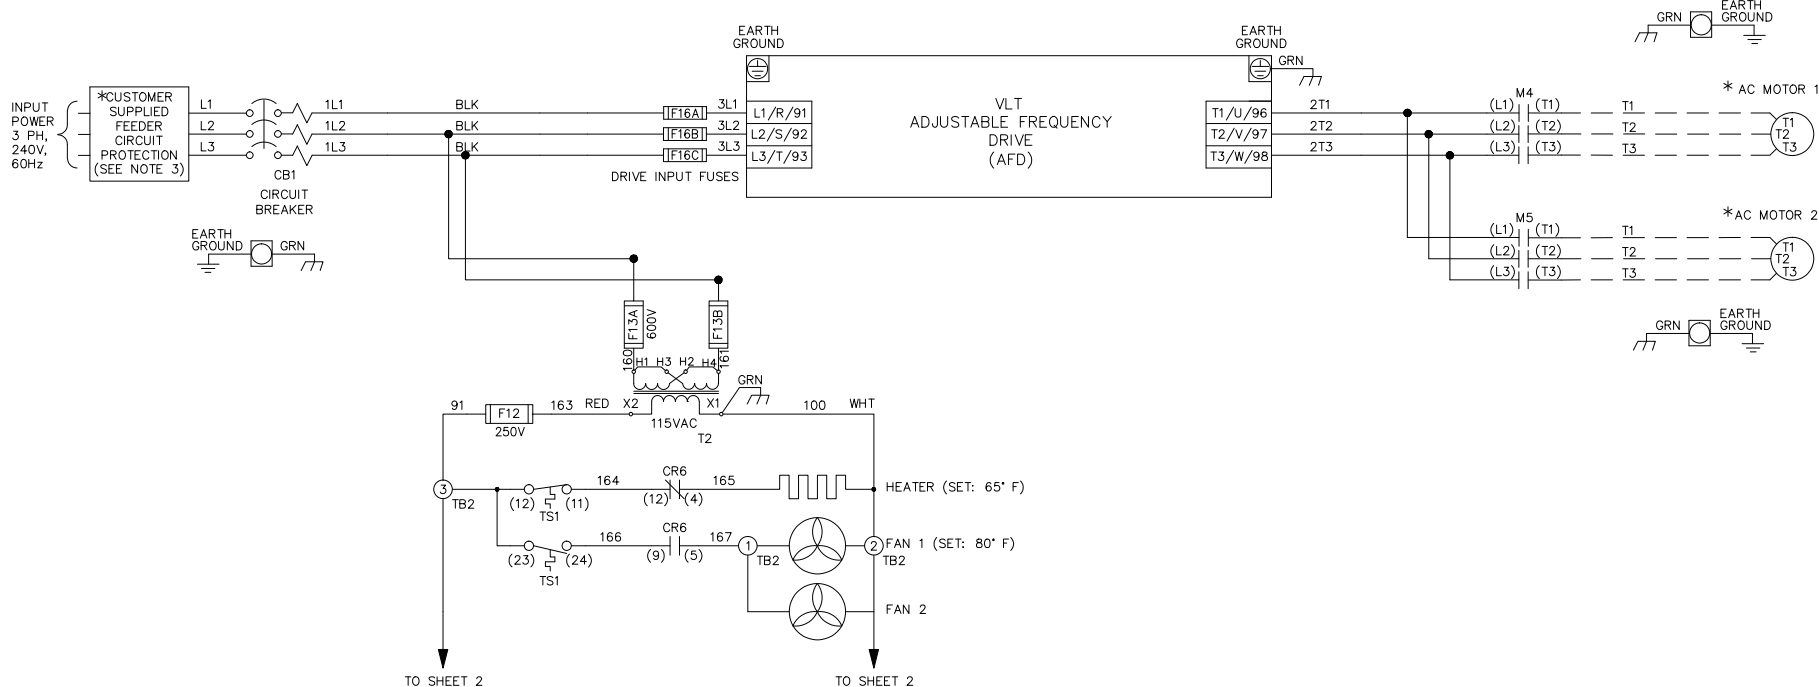 INPUT
POWER
3 PH,
240V,
60Hz
*CUSTOMER
SUPPLIED
FEEDER
CIRCUIT
PROTECTION
(SEE NOTE 3)
L1
L2
L3
CB1
CIRCUIT
BREAKER
1L1
1L2
1L3
BLK
BLK
BLK
F16A
F16B
F16C
3L1
3L2
3L3
DRIVE INPUT FUSES
EARTH
GROUND
L1/R/91
L2/S/92
L3/T/93
VLT
ADJUSTABLE FREQUENCY
DRIVE
(AFD)
EARTH
GROUND
GRN
T1/U/96
T2/V/97
T3/W/98
2T1
2T2
2T3
GRN
EARTH
GROUND
M4
(L1) (T1) T1
(L2) (T2) T2
(L3) (T3) T3
* AC MOTOR 1
T1
T2
T3
M5
(L1) (T1) T1
(L2) (T2) T2
(L3) (T3) T3
*AC MOTOR 2
T1
T2
T3
GRN
EARTH
GROUND
EARTH
GROUND
GRN
F13A
600V
F13B
160
161
H1 H3 H2 H4
GRN
91
F12
250V
163
RED
X2
X1
115VAC
T2
100
WHT
3
TB2
(12)
(11)
TS1
164
CR6
(12)
(4)
165
HEATER (SET: 65° F)
(23)
(24)
TS1
166
CR6
(9)
(5)
167
1
TB2
2
TB2
FAN 1 (SET: 80° F)
FAN 2
TO SHEET 2
TO SHEET 2